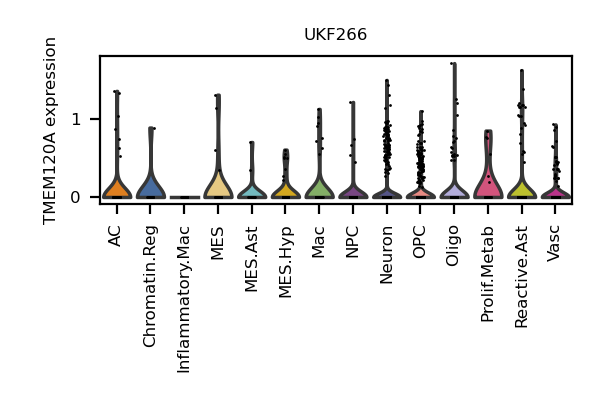 UKF266
TMEM120A expression
1
0
AC
Chromatin.Reg
Inflammatory.Mac
MES
MES.Ast
MES.Hyp
Mac
NPC
Neuron
OPC
Oligo
Prolif.Metab
Reactive.Ast
Vasc